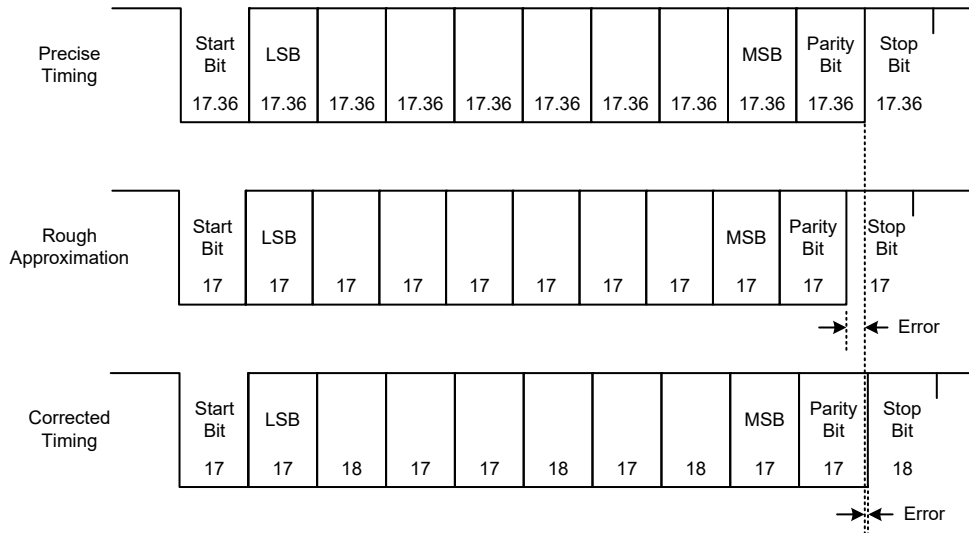 Precise
Timing
Start
Bit
LSB
MSB
Parity
Bit
Stop
Bit
17.36 17.36 17.36 17.36 17.36 17.36 17.36 17.36 17.36 17.36 17.36
Rough
Approximation
Start
Bit
LSB
MSB
Parity
Bit
Stop
Bit
17 17 17 17 17 17 17 17 17 17 17
Error
Corrected
Timing
Start
Bit
LSB
MSB
Parity
Bit
Stop
Bit
17 17 18 17 17 18 17 18 17 17 18
Error